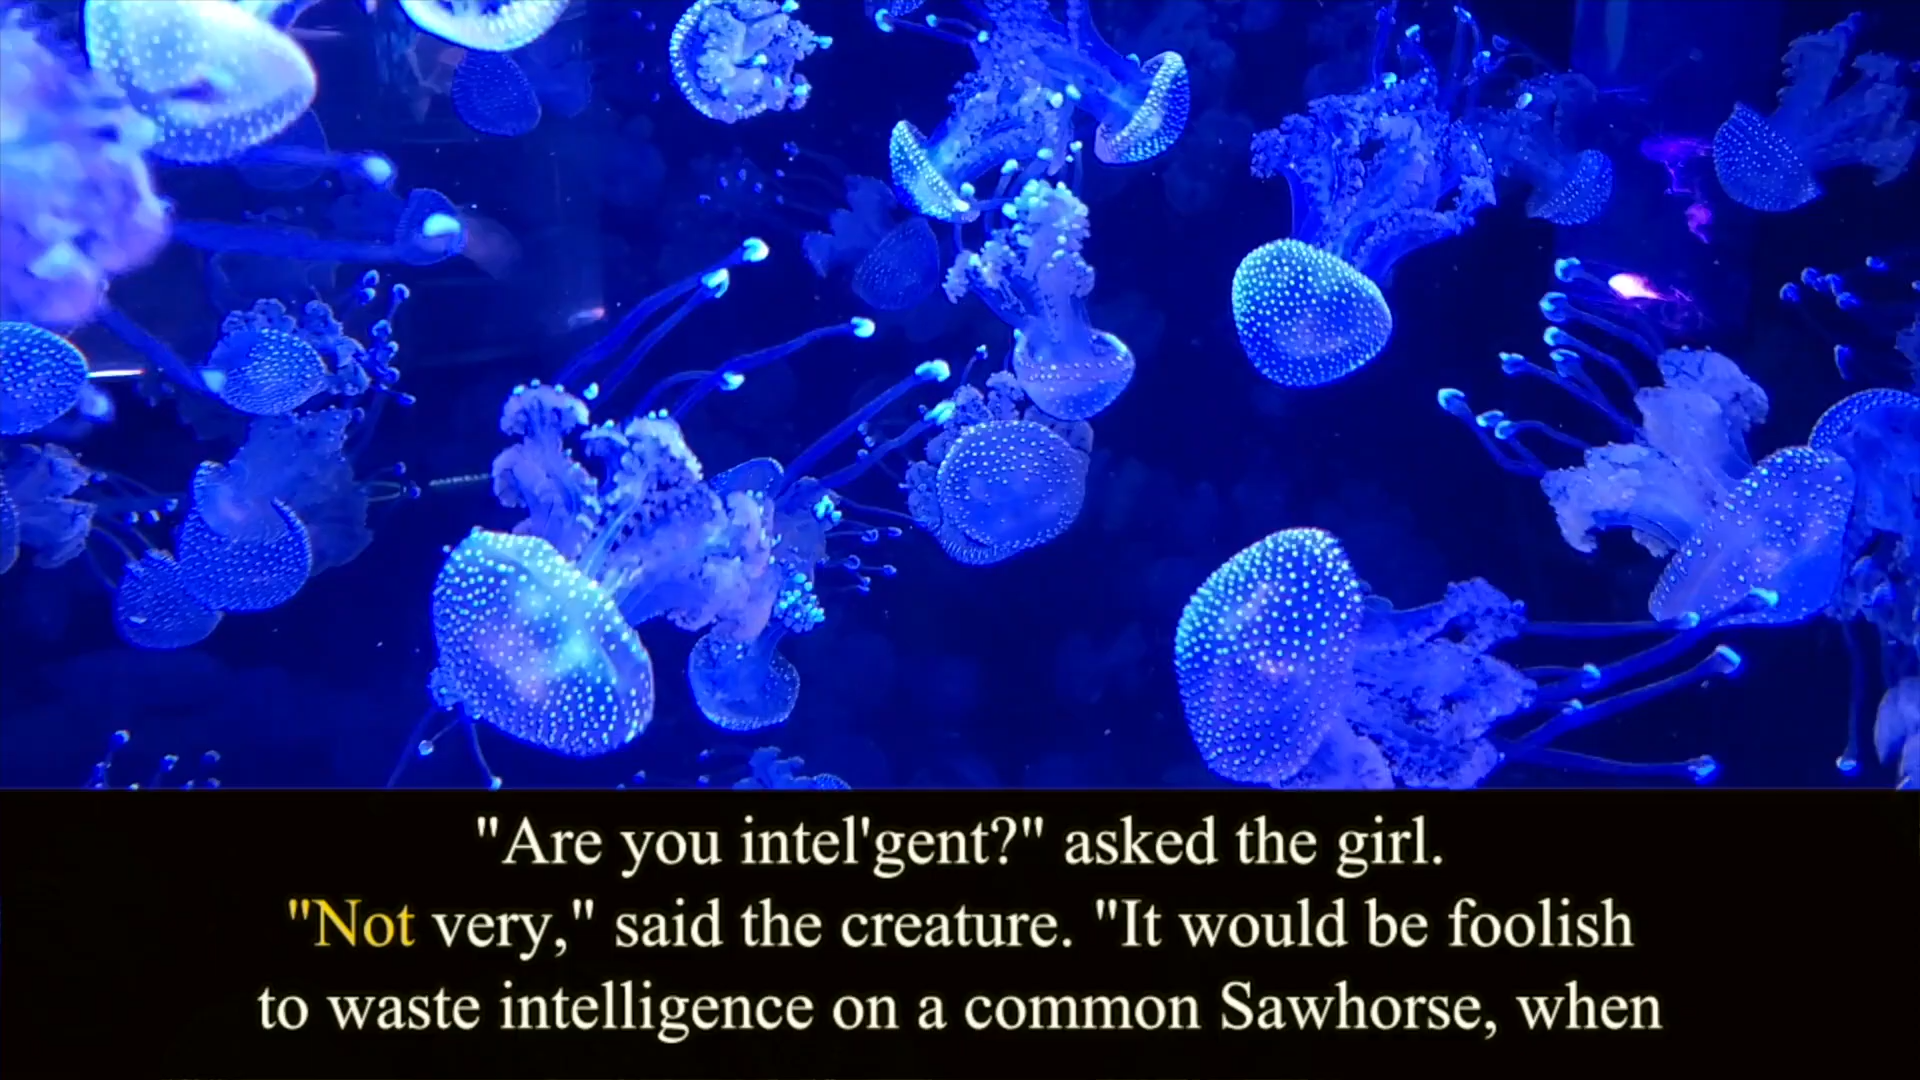 "Are you intel'gent?" asked the girl.
"Not very," said the creature. "It would be foolish
to waste intelligence on a common Sawhorse, when